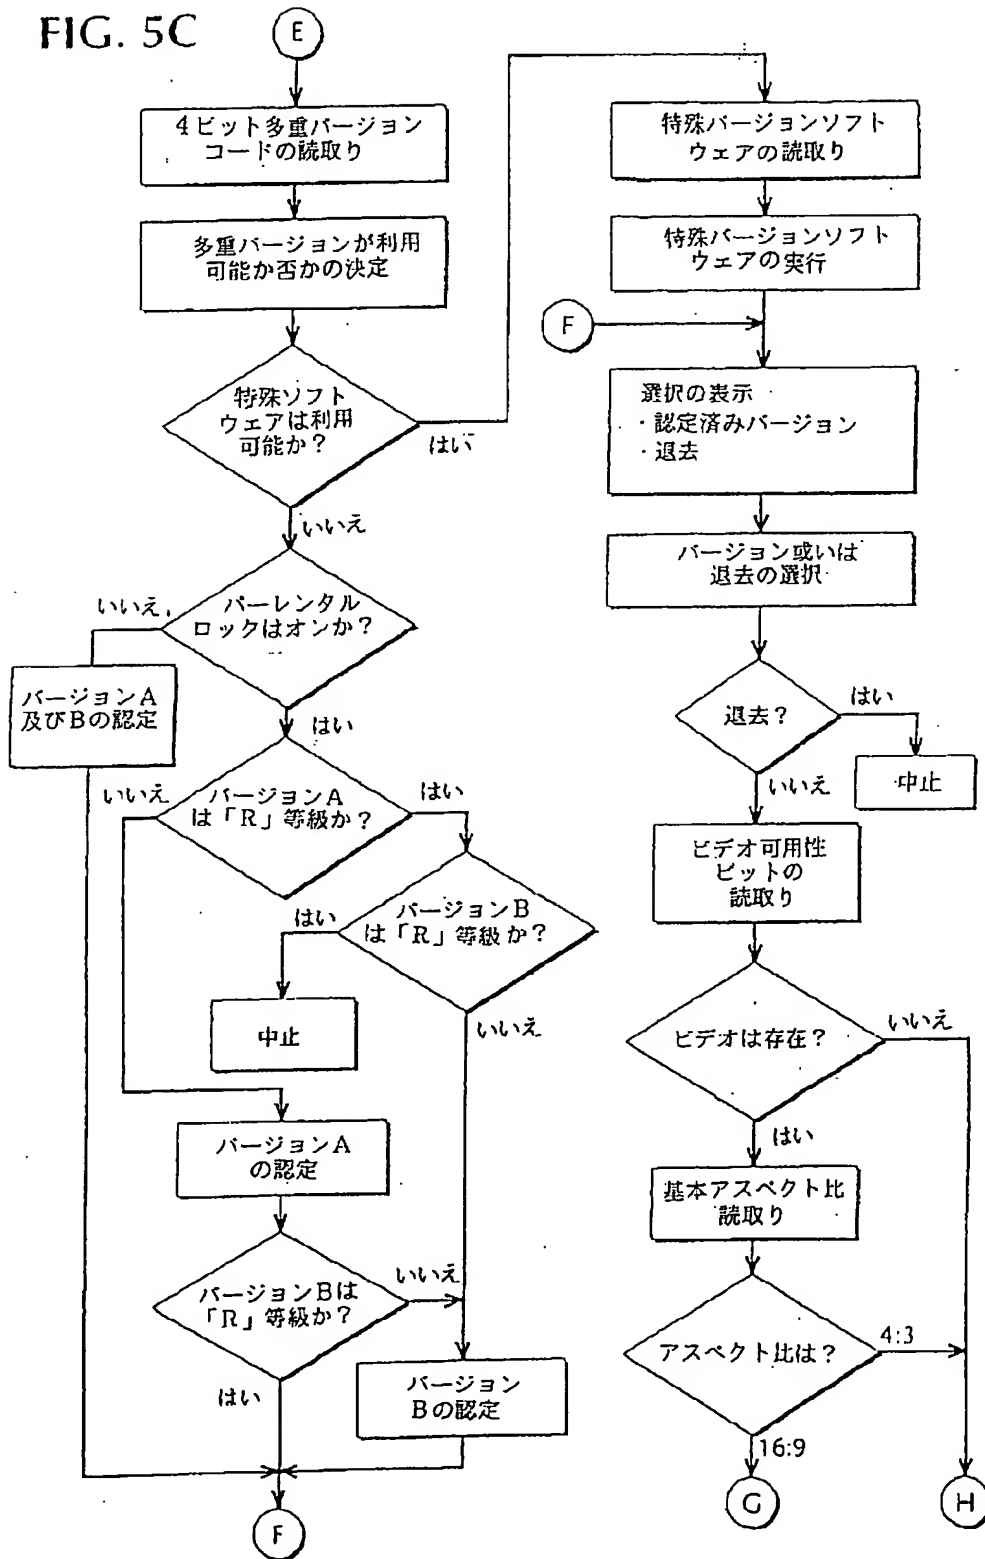 FIG. 5C
E
4ビット多重バージョン
コードの読取り
多重バージョンが利用
可能か否かの決定
特殊ソフト
ウェアは利用
可能か?
はい
いいえ
パーレンタル
ロックはオンか?
いいえ
バージョンA
及びBの認定
はい
バージョンA
は「R」等級か?
いいえ
はい
バージョンB
は「R」等級か?
はい
中止
いいえ
バージョンA
の認定
バージョンBは
「R」等級か?
いいえ
はい
バージョン
Bの認定
F
特殊バージョンソフト
ウェアの読取り
特殊バージョンソフト
ウェアの実行
F
選択の表示
・認定済みバージョン
・退去
バージョン或いは
退去の選択
退去?
はい
中止
いいえ
ビデオ可用性
ビットの
読取り
ビデオは存在?
いいえ
はい
基本アスペクト比
読取り
アスペクト比は?
4:3
16:9
G
H